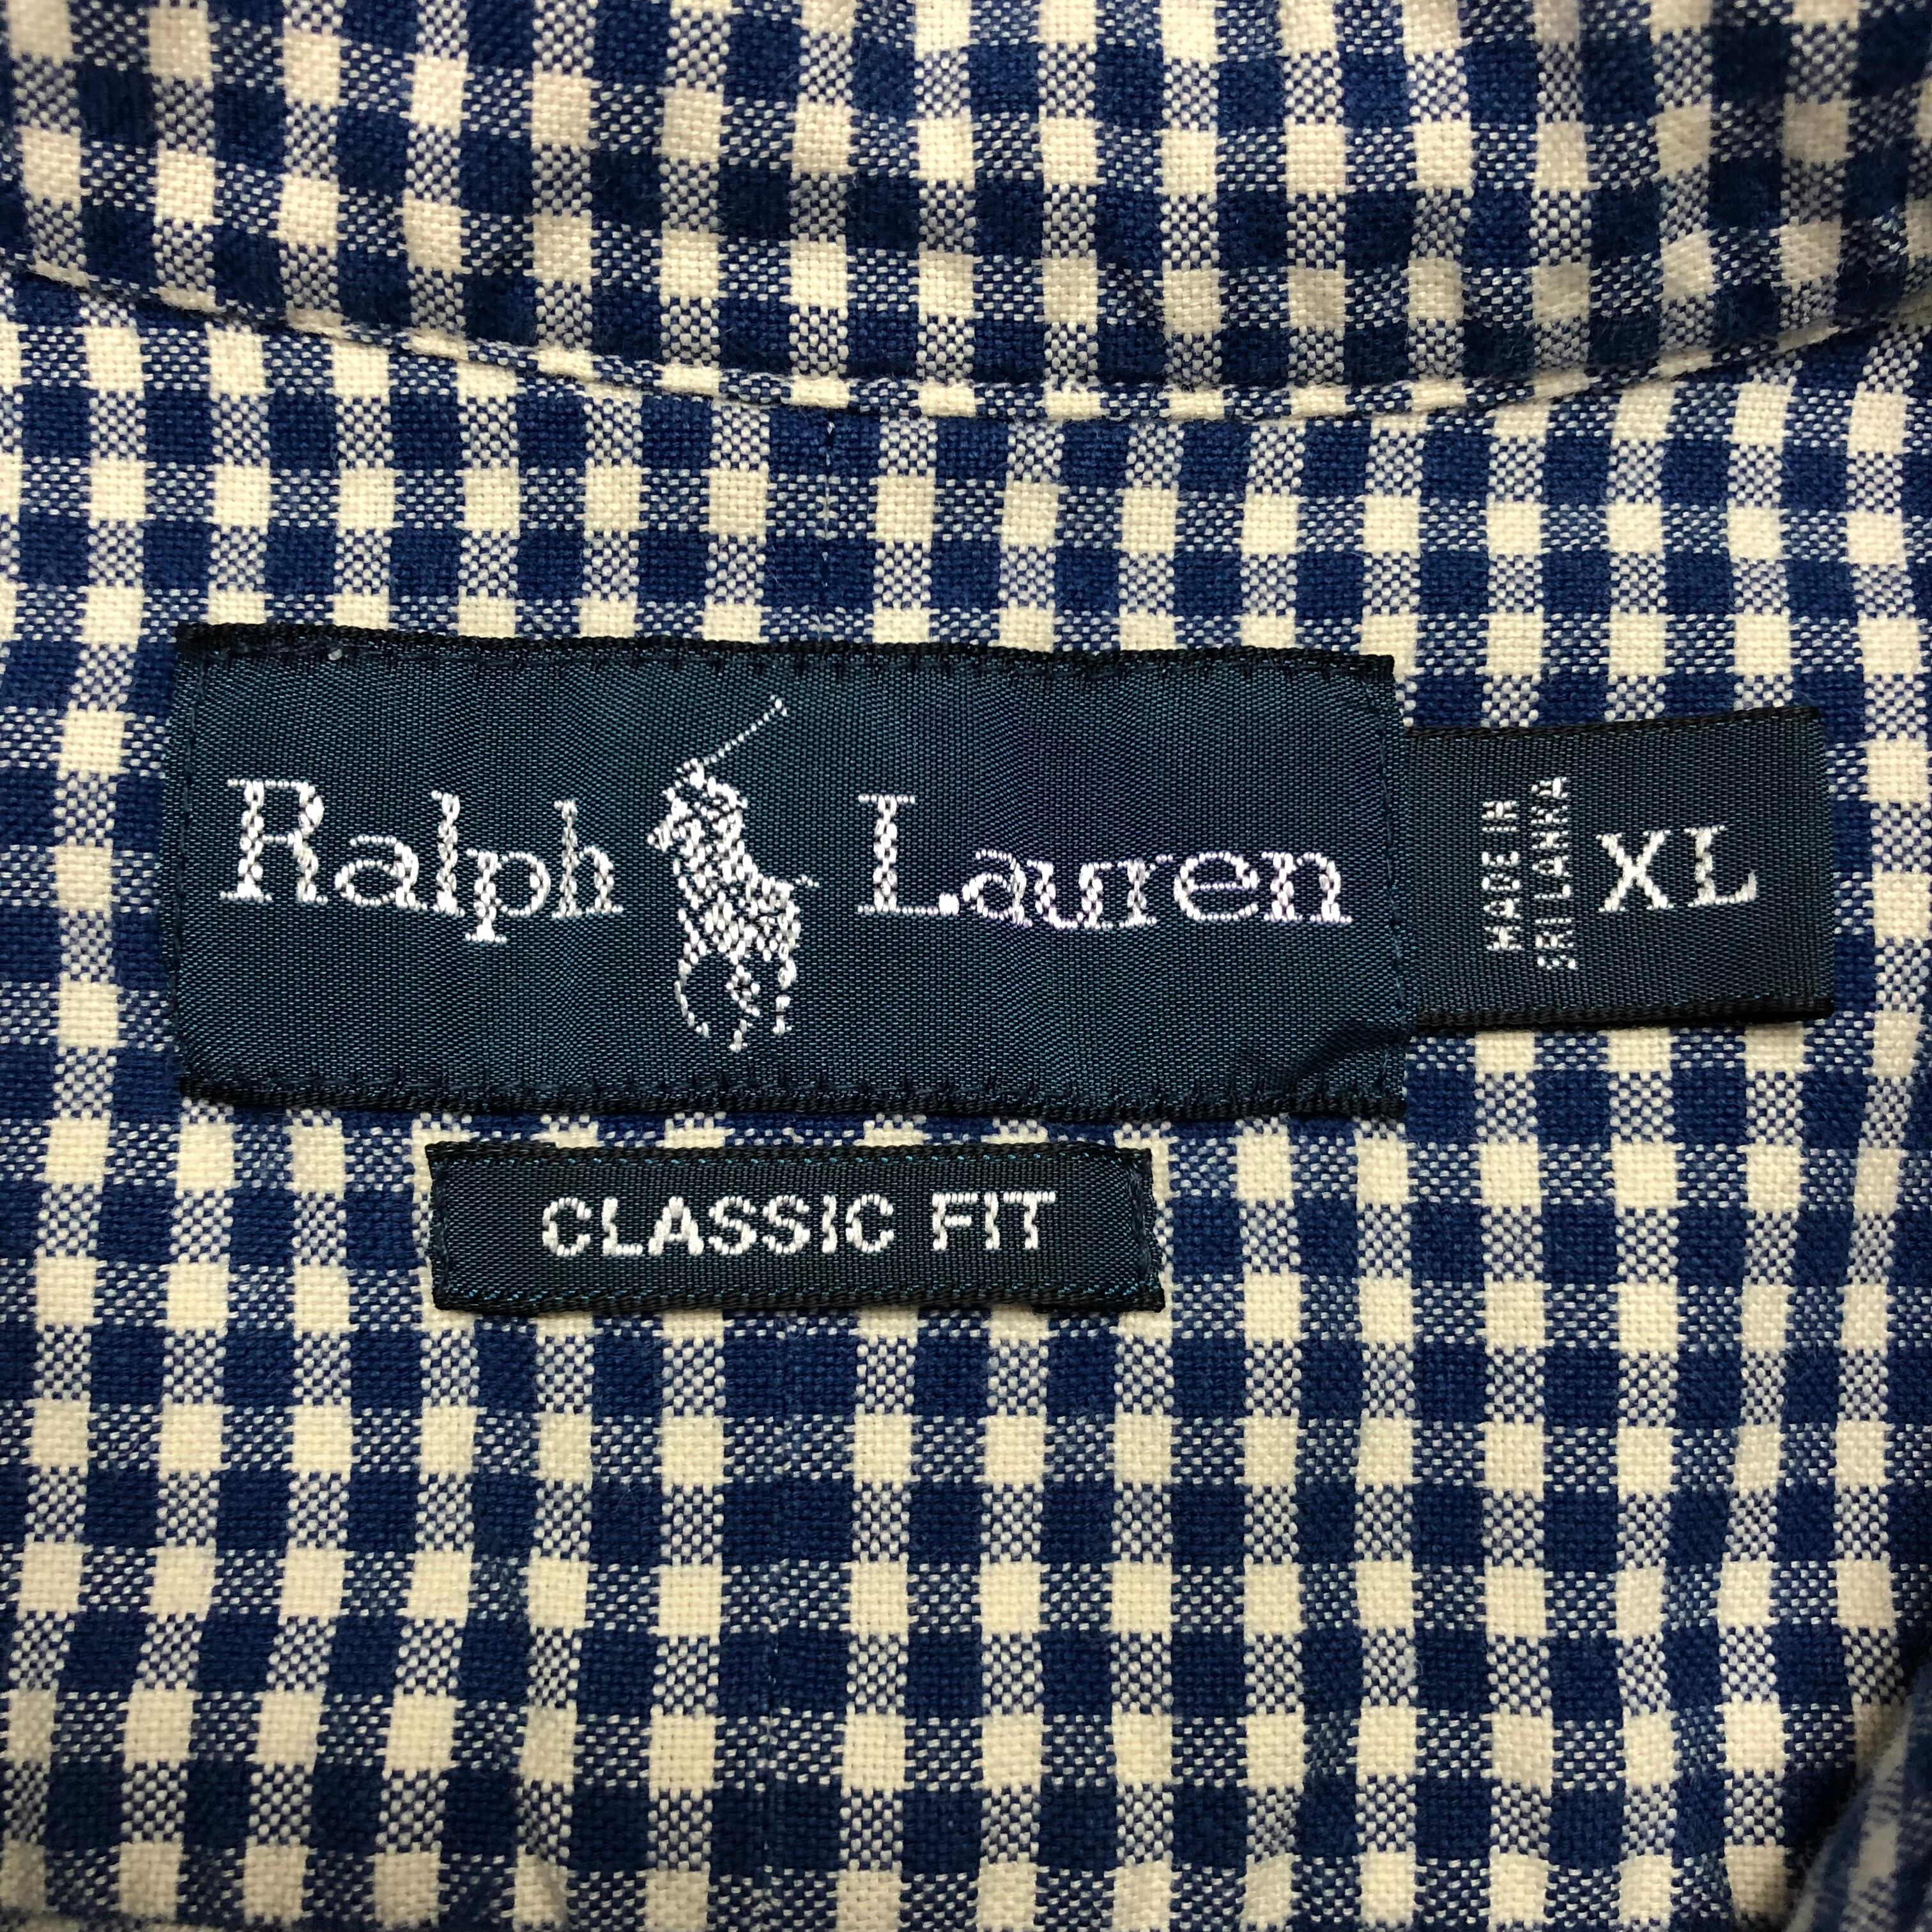 Ralph Lauren
MADE IN
SRI LANKA
XL
CLASSIC FIT